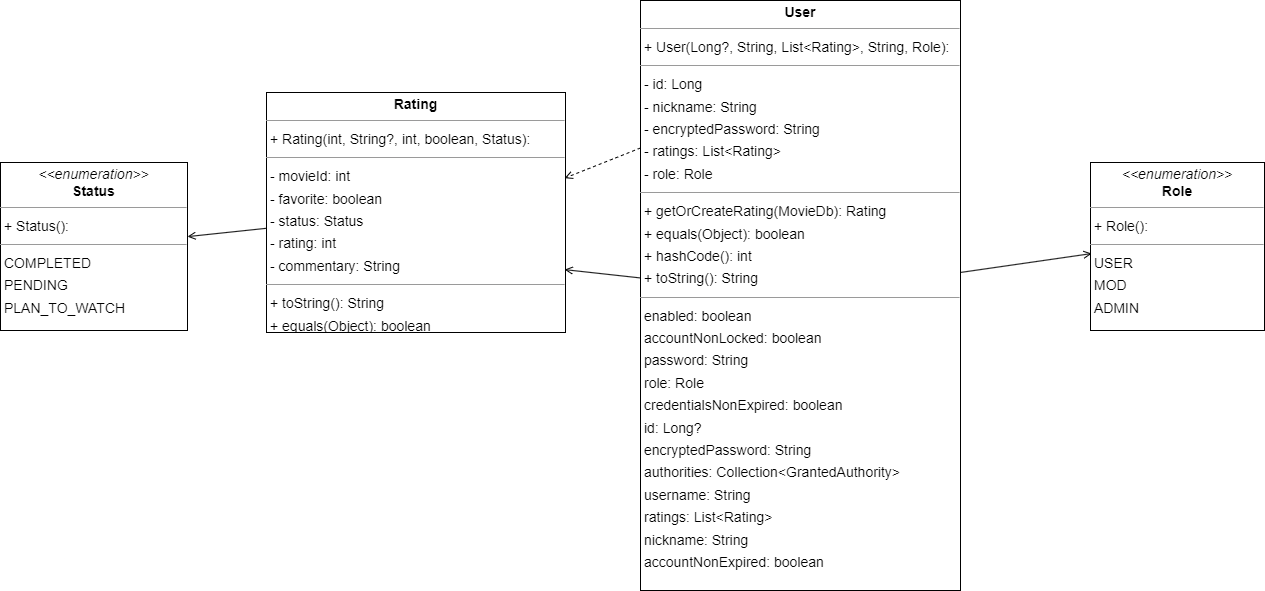 <<enumeration>>
Status
+ Status():
COMPLETED
PENDING
PLAN_TO_WATCH
Rating
+ Rating(int, String?, int, boolean, Status):
- movieId: int
- favorite: boolean
- status: Status
- rating: int
- commentary: String
+ toString(): String
+ equals(Object): boolean
User
+ User(Long?, String, List<Rating>, String, Role):
- id: Long
- nickname: String
- encryptedPassword: String
- ratings: List<Rating>
- role: Role
+ getOrCreateRating(MovieDb): Rating
+ equals(Object): boolean
+ hashCode(): int
+ toString(): String
enabled: boolean
accountNonLocked: boolean
password: String
role: Role
credentialsNonExpired: boolean
id: Long?
encryptedPassword: String
authorities: Collection<GrantedAuthority>
username: String
ratings: List<Rating>
nickname: String
accountNonExpired: boolean
<<enumeration>>
Role
+ Role():
USER
MOD
ADMIN